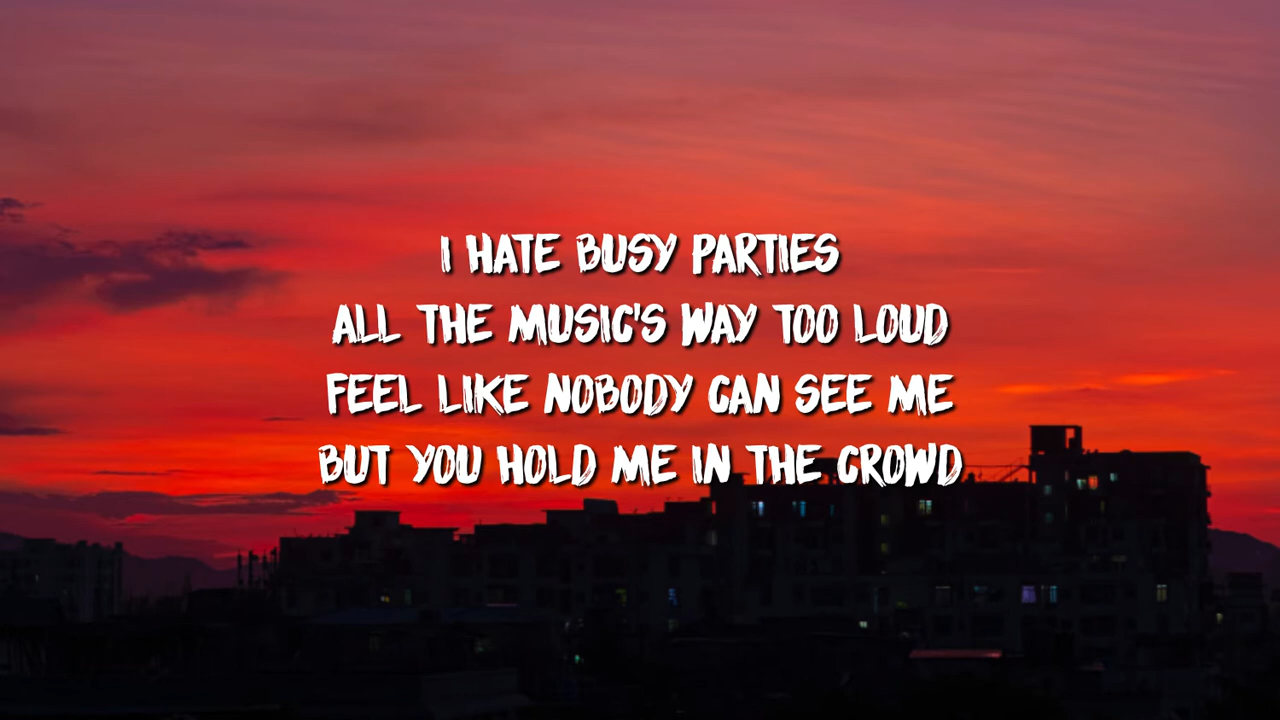 I HATE BUSY PARTIES
ALL THE MUSIC'S WAY TOO LOUD
FEEL LIKE NOBODY CAN SEE ME
BUT YOU HOLD ME IN THE CROWD